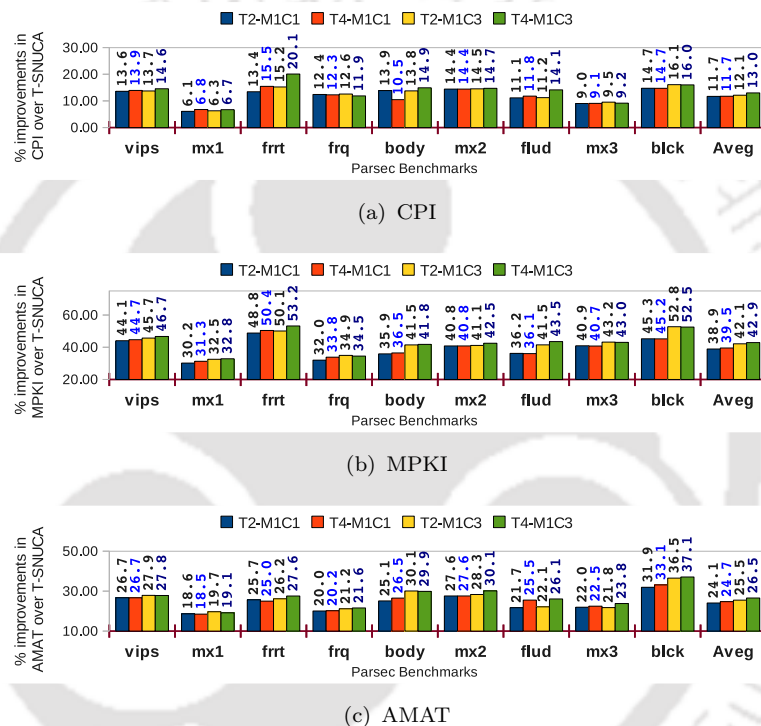 T2-M1C1 T4-M1C1 T2-M1C3 T4-M1C3
% improvements in
CPI over T-SNUCA
30.00
20.00
10.00
0.00
13.6 13.9 13.7 14.6 6.1 6.8 6.3 6.7 13.4 15.5 15.2 20.1 12.4 12.3 12.6 11.9 13.9 10.5 13.8 14.9 14.4 14.4 14.5 14.7 11.1 11.8 11.2 14.1 9.0 9.1 9.5 9.2 14.7 14.7 16.1 16.0 11.7 11.7 12.1 13.0
vips mx1 frrt frq body mx2 flud mx3 blck Aveg
Parsec Benchmarks
(a) CPI
T2-M1C1 T4-M1C1 T2-M1C3 T4-M1C3
% improvements in
MPKI over T-SNUCA
60.00
40.00
20.00
44.1 44.7 45.7 46.7 30.2 31.3 32.5 32.8 48.8 50.4 50.1 53.2 32.0 33.8 34.9 34.5 35.9 36.5 41.5 41.8 40.8 40.8 41.1 42.5 36.2 36.1 41.5 43.5 40.9 40.7 43.2 43.0 45.3 45.2 52.8 52.5 38.9 39.5 42.1 42.9
vips mx1 frrt frq body mx2 flud mx3 blck Aveg
Parsec Benchmarks
(b) MPKI
T2-M1C1 T4-M1C1 T2-M1C3 T4-M1C3
% improvements in
AMAT over T-SNUCA
50.00
30.00
10.00
26.7 26.7 27.9 27.8 18.6 18.5 19.7 19.1 25.7 25.0 26.2 27.6 20.0 20.2 21.2 21.6 25.1 26.5 30.1 29.9 27.6 27.6 28.3 30.1 21.7 25.5 22.1 26.1 22.0 22.5 21.8 23.8 31.9 33.1 36.5 37.1 24.1 24.7 25.5 26.5
vips mx1 frrt frq body mx2 flud mx3 blck Aveg
Parsec Benchmarks
(c) AMAT